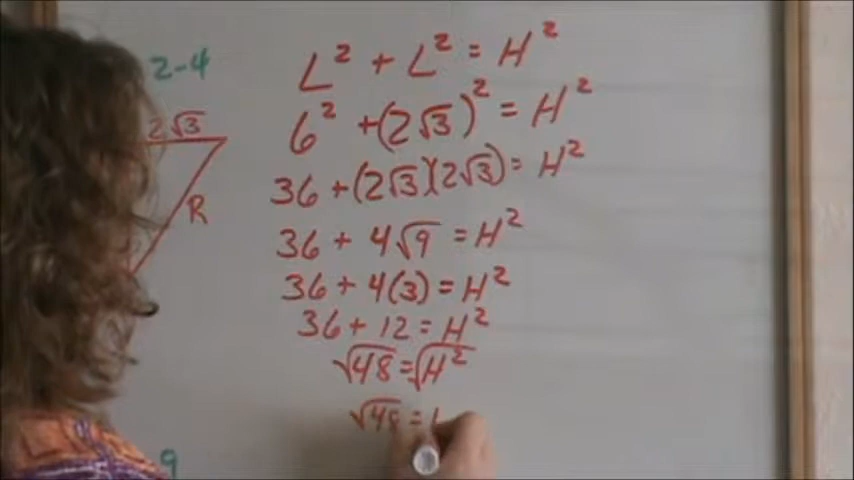 2-4
2√3
R
L² + L² = H²
6² + (2√3)² = H²
36 + (2√3)(2√3) = H²
36 + 4√9 = H²
36 + 4(3) = H²
36 + 12 = H²
√48 = √H²
√48 =
9